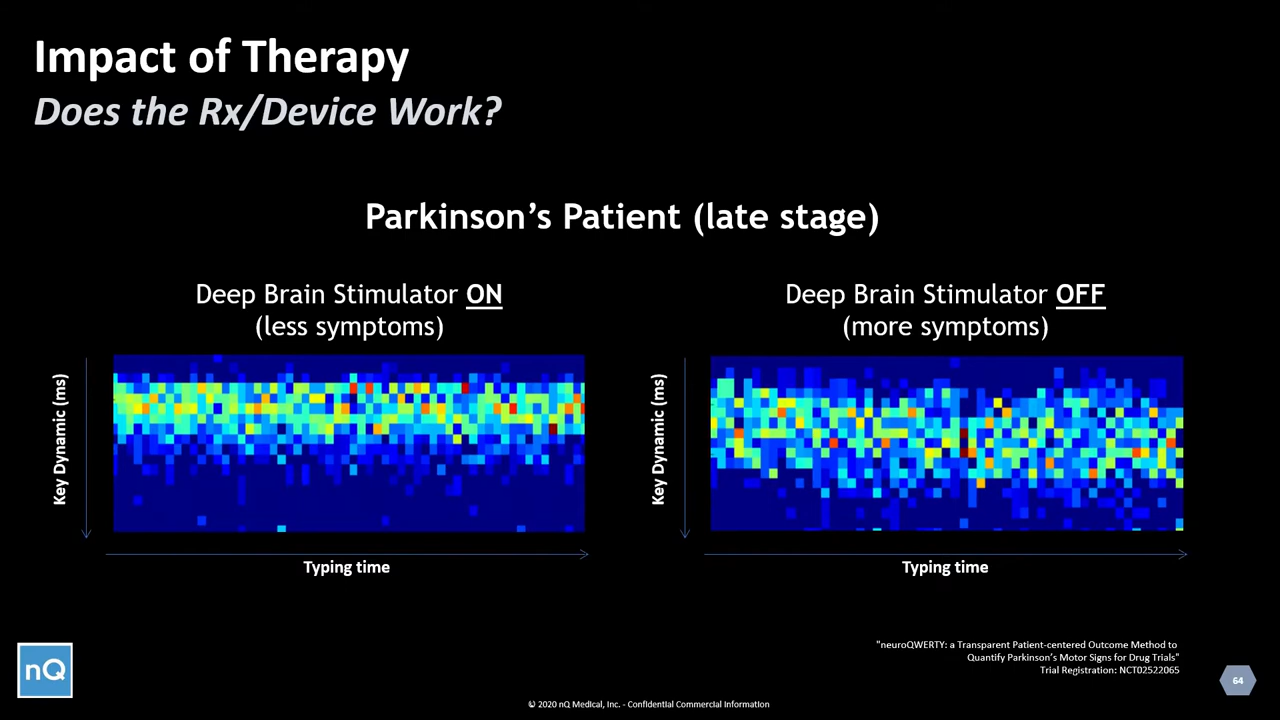 Impact of Therapy
Does the Rx/Device Work?
Parkinson's Patient (late stage)
Deep Brain Stimulator ON
(less symptoms)
Deep Brain Stimulator OFF
(more symptoms)
Key Dynamic (ms)
Typing time
Key Dynamic (ms)
Typing time
"neuroQWERTY: a Transparent Patient-centered Outcome Method to
Quantify Parkinson's Motor Signs for Drug Trials"
Trial Registration: NCT02522065
nQ
64
© 2020 nQ Medical, Inc. - Confidential Commercial Information